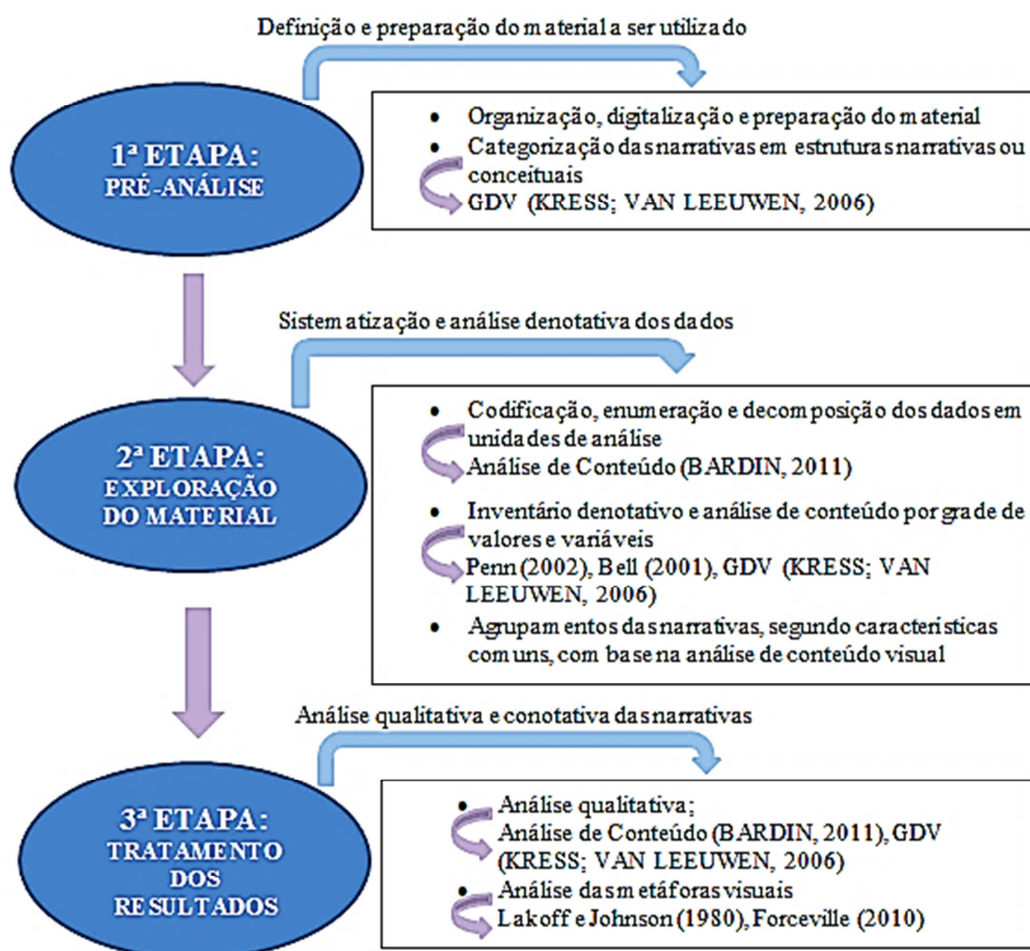 Definição e preparação do material a ser utilizado
1ª ETAPA:
PRÉ-ANÁLISE
• Organização, digitalização e preparação do material
• Categorização das narrativas em estruturas narrativas ou
conceituais
GDV (KRESS; VAN LEEUWEN, 2006)
Sistematização e análise denotativa dos dados
2ª ETAPA:
EXPLORAÇÃO
DO MATERIAL
• Codificação, enumeração e decomposição dos dados em
unidades de análise
Análise de Conteúdo (BARDIN, 2011)
• Inventário denotativo e análise de conteúdo por grade de
valores e variáveis
Penn (2002), Bell (2001), GDV (KRESS; VAN
LEEUWEN, 2006)
• Agrupamentos das narrativas, segundo características
comuns, com base na análise de conteúdo visual
Análise qualitativa e conotativa das narrativas
3ª ETAPA:
TRATAMENTO
DOS
RESULTADOS
• Análise qualitativa;
Análise de Conteúdo (BARDIN, 2011), GDV
(KRESS; VAN LEEUWEN, 2006)
• Análise das metáforas visuais
Lakoff e Johnson (1980), Forceville (2010)